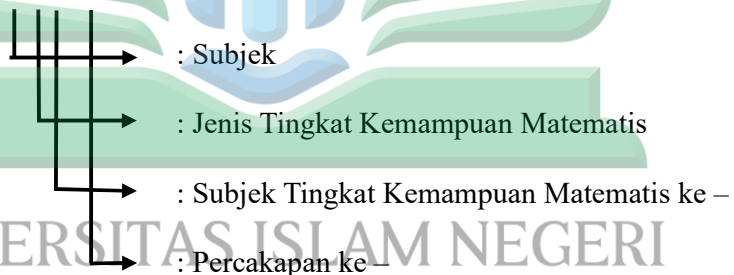 : Subjek
: Jenis Tingkat Kemampuan Matematis
: Subjek Tingkat Kemampuan Matematis ke –
ERSITAS ISLAM NEGERI
: Percakapan ke –